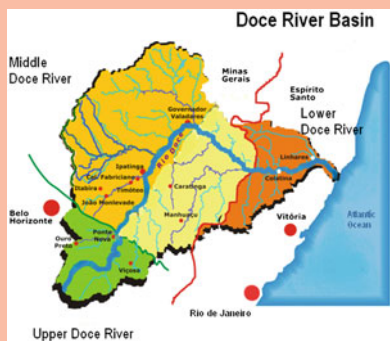 Doce River Basin
Middle
Doce River
Minas
Gerais
Espírito
Santo
Lower
Doce River
Governador
Valadares
Rio Doce
Ipatinga
Cel. Fabriciano
Timóteo
Itabira
João Monlevade
Caratinga
Linhares
Colatina
Belo
Horizonte
Ouro
Preto
Ponte
Nova
Manhuaçu
Viçosa
Vitória
Atlantic
Ocean
Rio de Janeiro
Upper Doce River